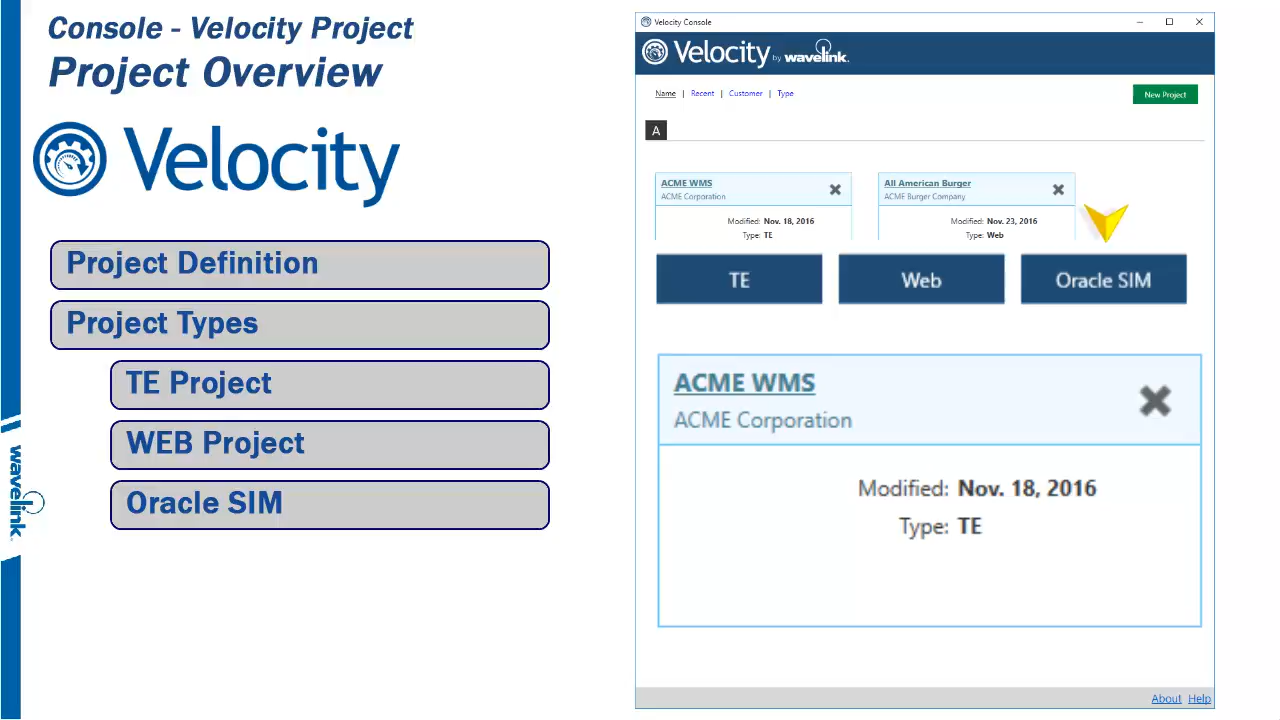 Console - Velocity Project
Project Overview
Velocity
Project Definition
Project Types
TE Project
WEB Project
Oracle SIM
wavelink
Velocity Console
Velocity by wavelink.
Name | Recent | Customer | Type
New Project
A
ACME WMS
ACME Corporation
Modified: Nov. 18, 2016
Type: TE
All American Burger
ACME Burger Company
Modified: Nov. 23, 2016
Type: Web
TE
Web
Oracle SIM
ACME WMS
ACME Corporation
Modified: Nov. 18, 2016
Type: TE
About Help